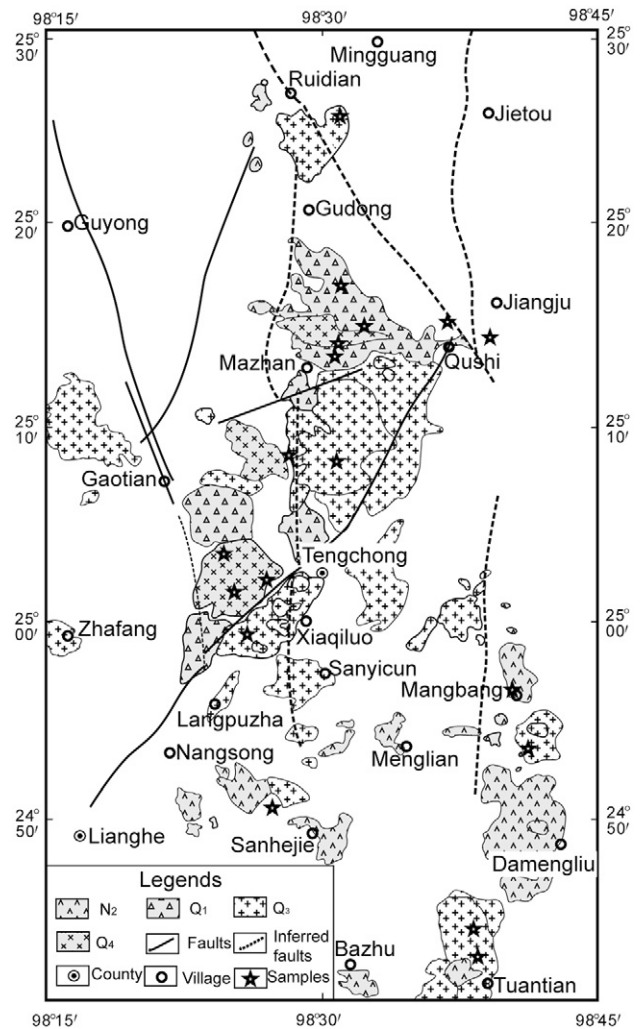 98°15′
98°30′
98°45′
25°
30′
25°
30′
Mingguang
Ruidian
Jietou
25°
20′
Guyong
Gudong
25°
20′
Jiangju
Mazhan
Qushi
25°
10′
25°
10′
Gaotian
Tengchong
25°
00′
Zhafang
Xiaqiluo
25°
00′
Sanyicun
Mangbang
Langpuzha
Nangsong
Menglian
24°
50′
Lianghe
Sanhejie
24°
50′
Damengliu
Legends
N₂
Q₁
Q₃
Q₄
Faults
Inferred
faults
County
Village
Samples
Bazhu
Tuantian
98°15′
98°30′
98°45′